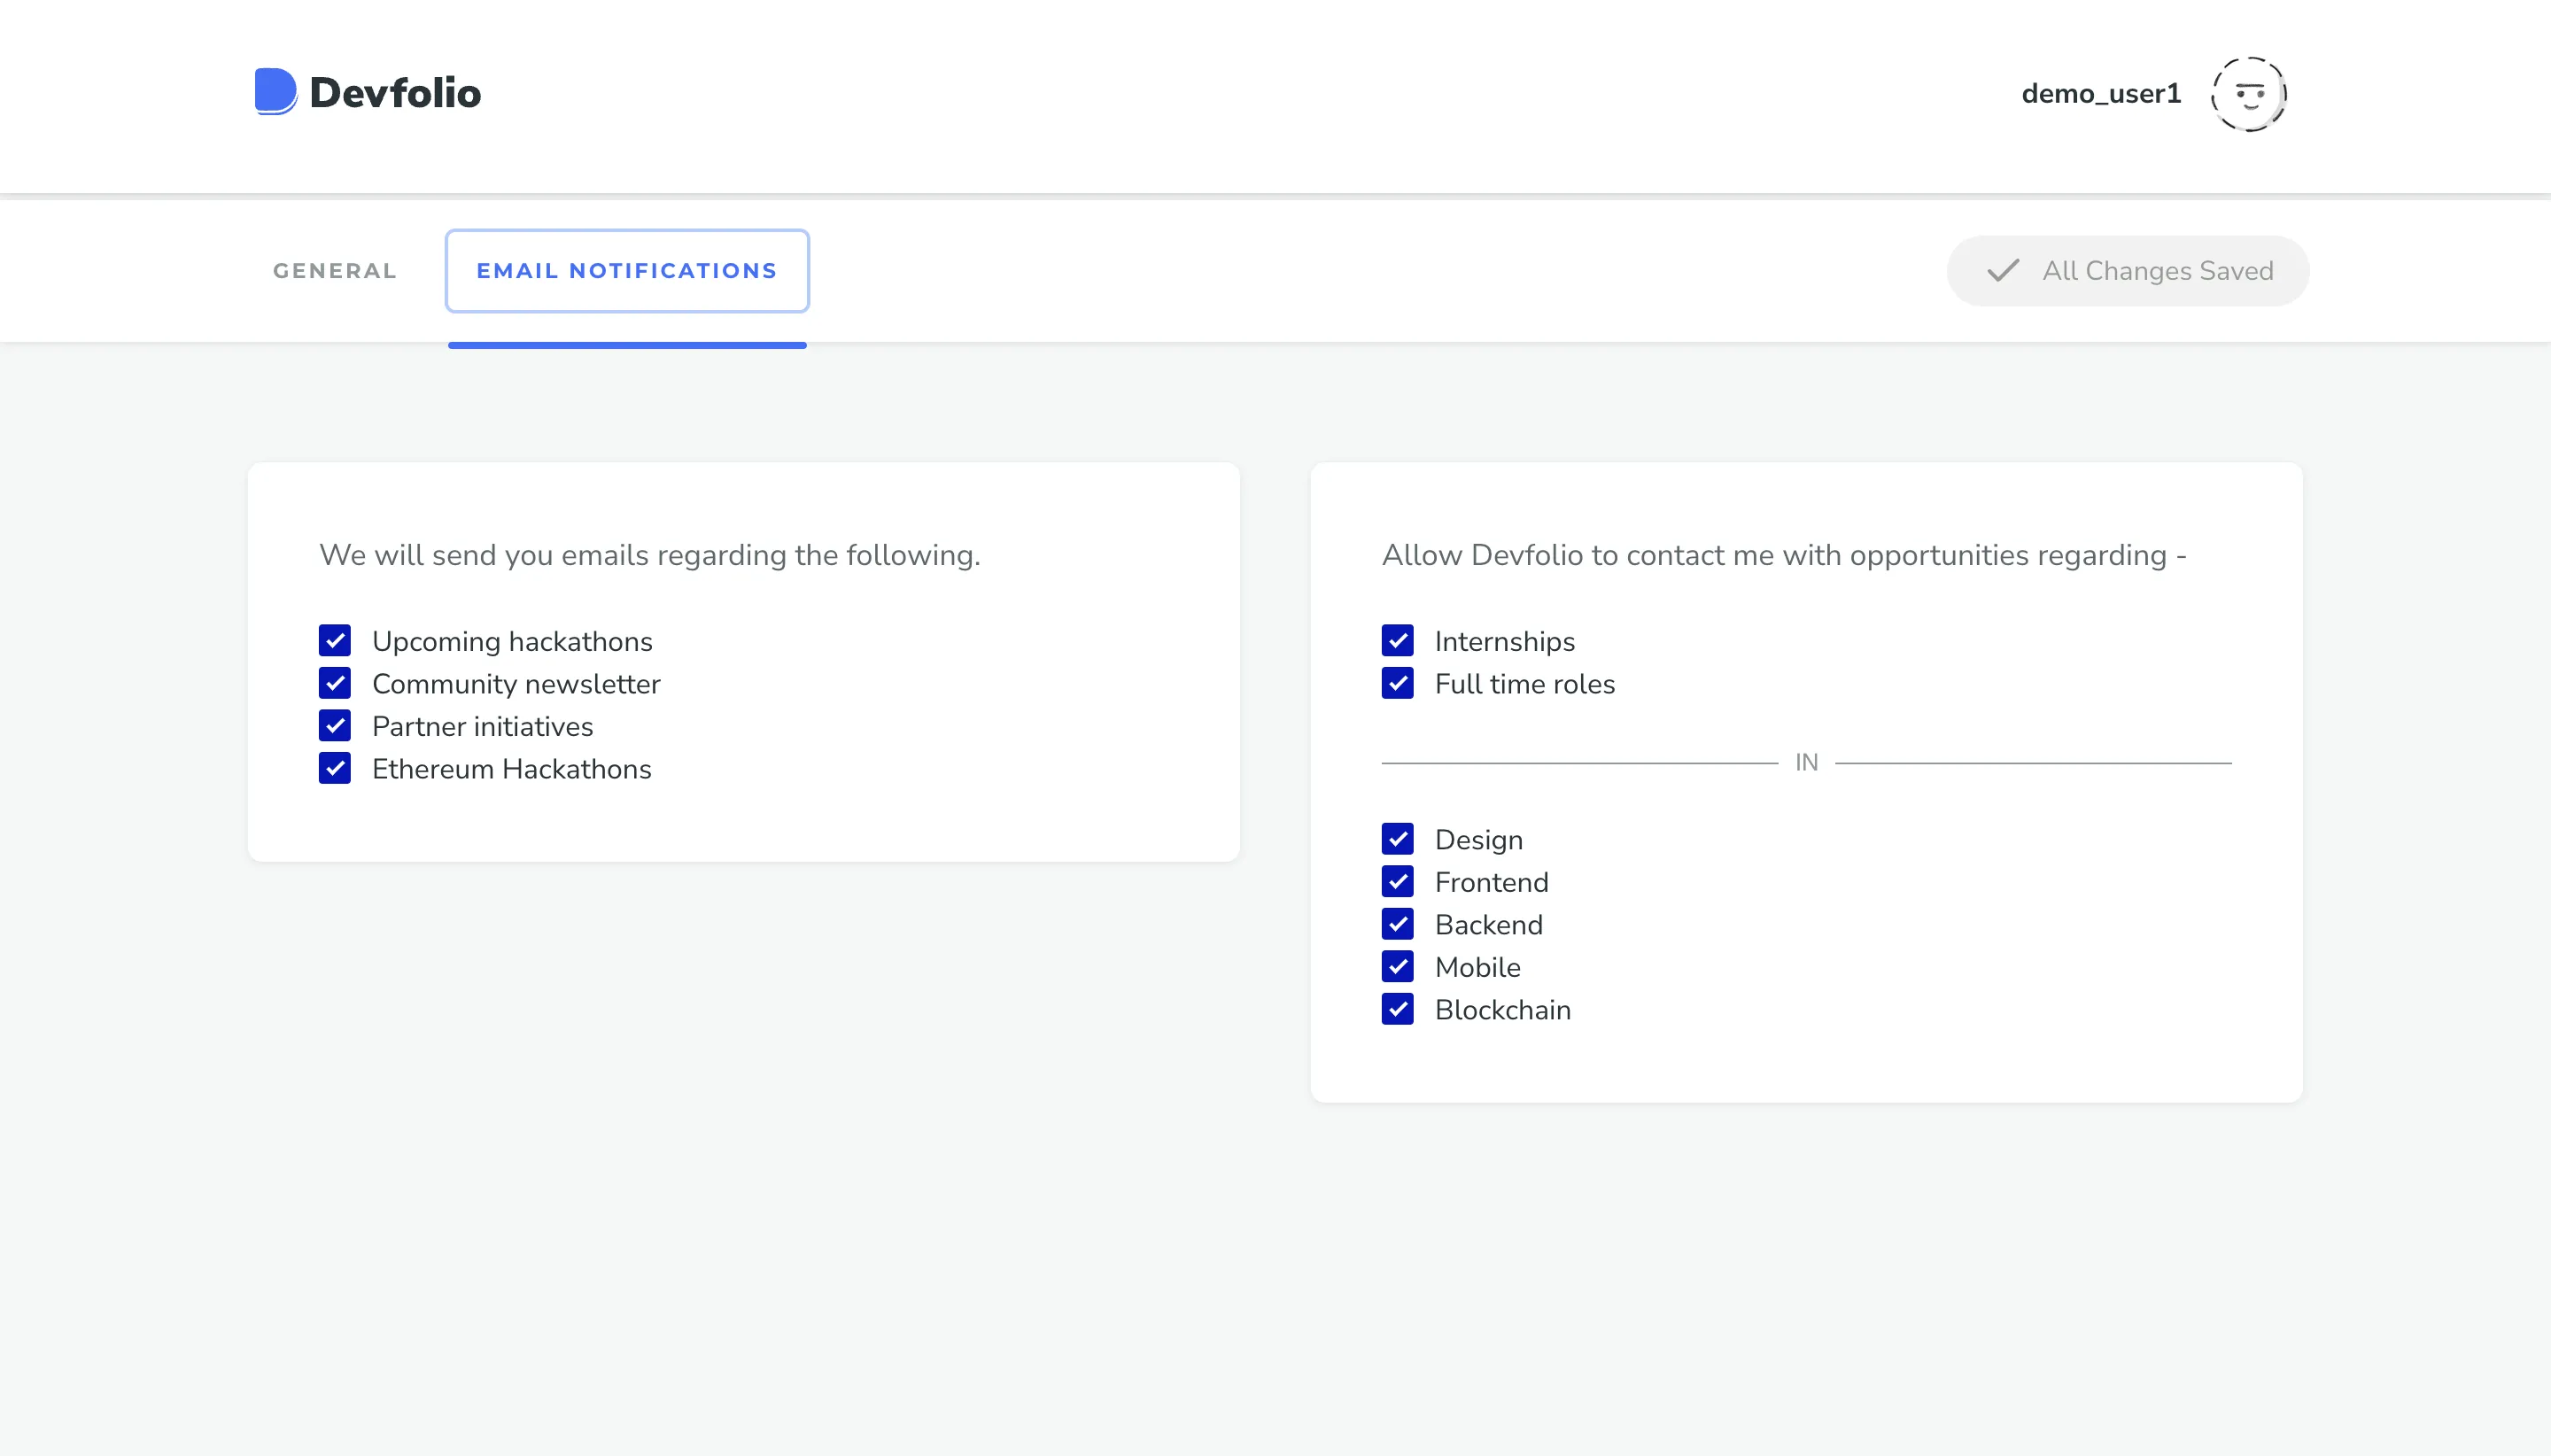 Devfolio
demo_user1
GENERAL
EMAIL NOTIFICATIONS
All Changes Saved
We will send you emails regarding the following.
Upcoming hackathons
Community newsletter
Partner initiatives
Ethereum Hackathons
Allow Devfolio to contact me with opportunities regarding -
Internships
Full time roles
IN
Design
Frontend
Backend
Mobile
Blockchain